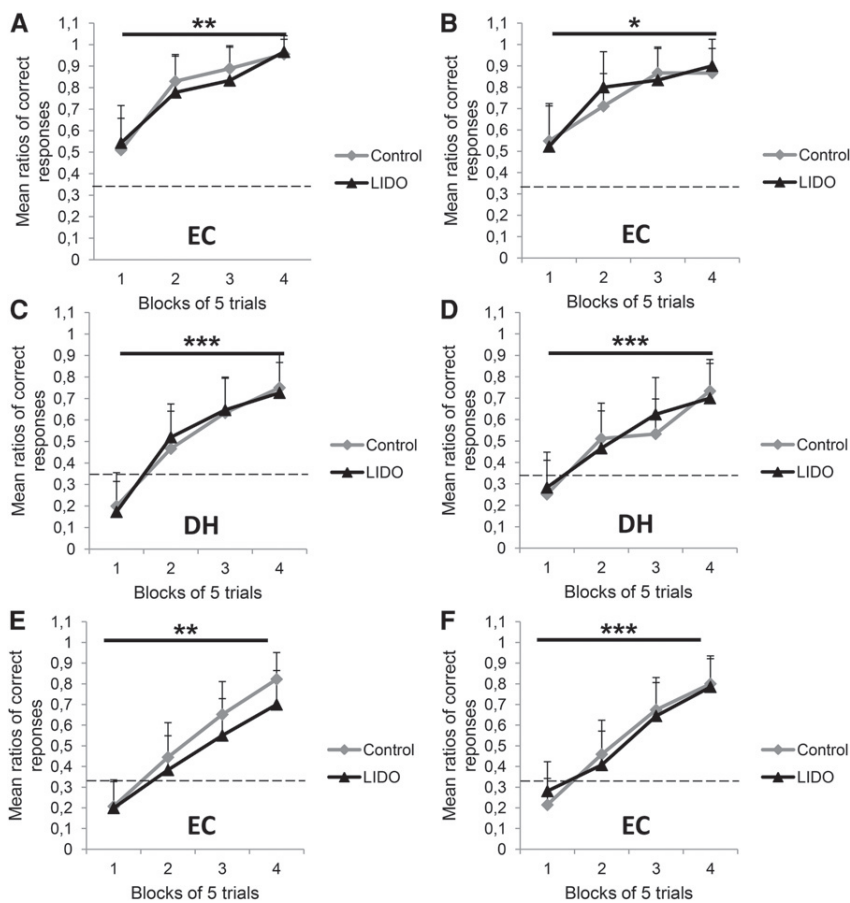 A
**
1,1
1
0,9
0,8
0,7
0,6
0,5
0,4
0,3
0,2
0,1
0
Mean ratios of correct
responses
Control
LIDO
EC
1 2 3 4
Blocks of 5 trials
B
*
1,1
1
0,9
0,8
0,7
0,6
0,5
0,4
0,3
0,2
0,1
0
Mean ratios of correct
responses
Control
LIDO
EC
1 2 3 4
Blocks of 5 trials
C
***
1,1
1
0,9
0,8
0,7
0,6
0,5
0,4
0,3
0,2
0,1
0
Mean ratios of correct
responses
Control
LIDO
DH
1 2 3 4
Blocks of 5 trials
D
***
1,1
1
0,9
0,8
0,7
0,6
0,5
0,4
0,3
0,2
0,1
0
Mean ratios of correct
responses
Control
LIDO
DH
1 2 3 4
Blocks of 5 trials
E
**
1,1
1
0,9
0,8
0,7
0,6
0,5
0,4
0,3
0,2
0,1
0
Mean ratios of correct
reponses
Control
LIDO
EC
1 2 3 4
Blocks of 5 trials
F
***
1,1
1
0,9
0,8
0,7
0,6
0,5
0,4
0,3
0,2
0,1
0
Mean ratios of correct
reponses
Control
LIDO
EC
1 2 3 4
Blocks of 5 trials